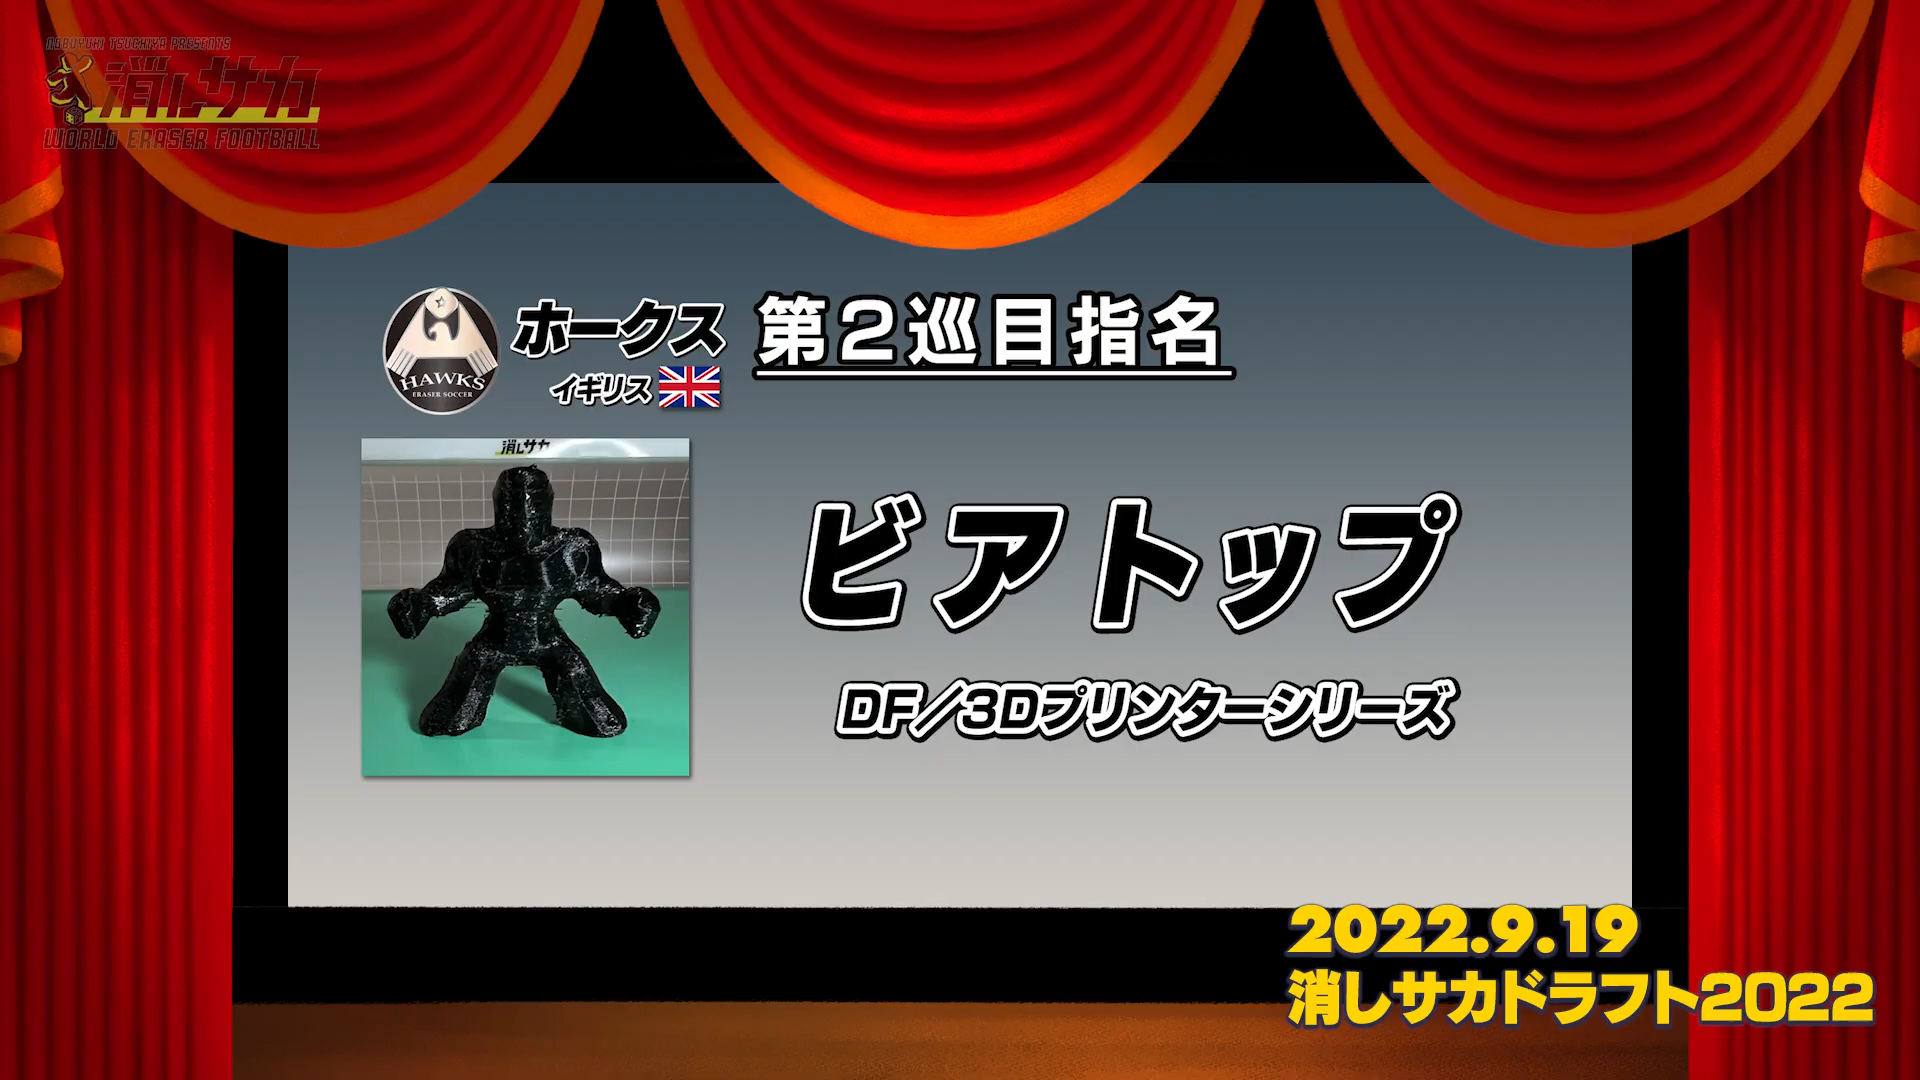 NOBUYUKI TSUCHIYA PRESENTS
消しサカ
WORLD ERASER FOOTBALL
HAWKS
ERASER SOCCER
ホークス
イギリス
第2巡目指名
消しサカ
ビアトップ
DF／3Dプリンターシリーズ
2022.9.19
消しサカドラフト2022